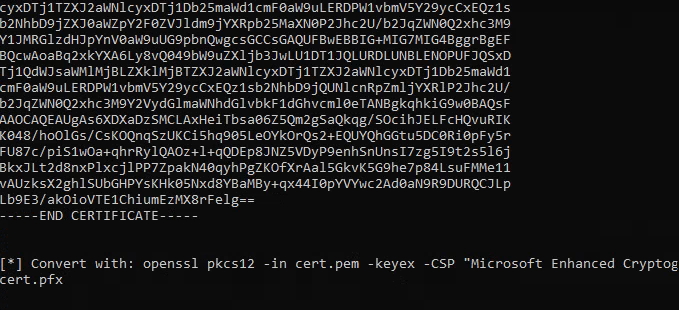 cyxDTj1TZXJ2aWNlcyxDTj1Db25maWd1cmF0aW9uLERDPW1vbmV5Y29ycCxEQz1s
b2NhbD9jZXJ0aWZpY2F0ZVJldm9jYXRpb25MaXN0P2Jhc2U/b2JqZWN0Q2xhc3M9
Y1JMRGlzdHJpYnV0aW9uUG9pbnQwgcsGCCsGAQUFBwEBBIG+MIG7MIG4BggrBgEF
BQcwAoaBq2xkYXA6Ly8vQ049bW9uZXljb3JwLU1DT1JQLURDLUNBLENOPUFJQSxD
Tj1QdWJsaWMlMjBLZXklMjBTZXJ2aWNlcyxDTj1TZXJ2aWNlcyxDTj1Db25maWd1
cmF0aW9uLERDPW1vbmV5Y29ycCxEQz1sb2NhbD9jQUNlcnRpZmljYXRlP2Jhc2U/
b2JqZWN0Q2xhc3M9Y2VydGlmaWNhdGlvbkF1dGhvcml0eTANBgkqhkiG9w0BAQsF
AAOCAQEAUgAs6XDXaDzSMCLAxHeiTbsa06Z5Qm2gSaQkqg/SOcihJELFcHQvuRIK
K048/hoOlGs/CsKOQnqSzUKCi5hq905LeOYkOrQs2+EQUYQhGGtu5DC0Ri0pFy5r
FU87c/piS1wOa+qhrRylQAOz+l+qQDEp8JNZ5VDyP9enhSnUnsI7zg5I9t2s5l6j
BkxJLt2d8nxPlxcjlPP7ZpakN40qyhPgZKOfXrAal5GkvK5G9he7p84LsuFMMe11
vAUzksX2ghlSUbGHPYsKHk05Nxd8YBaMBy+qx44I0pYVYwc2Ad0aN9R9DURQCJLp
Lb9E3/akOioVTE1ChiumEzMX8rFelg==
-----END CERTIFICATE-----
[*] Convert with: openssl pkcs12 -in cert.pem -keyex -CSP "Microsoft Enhanced Cryptog
cert.pfx